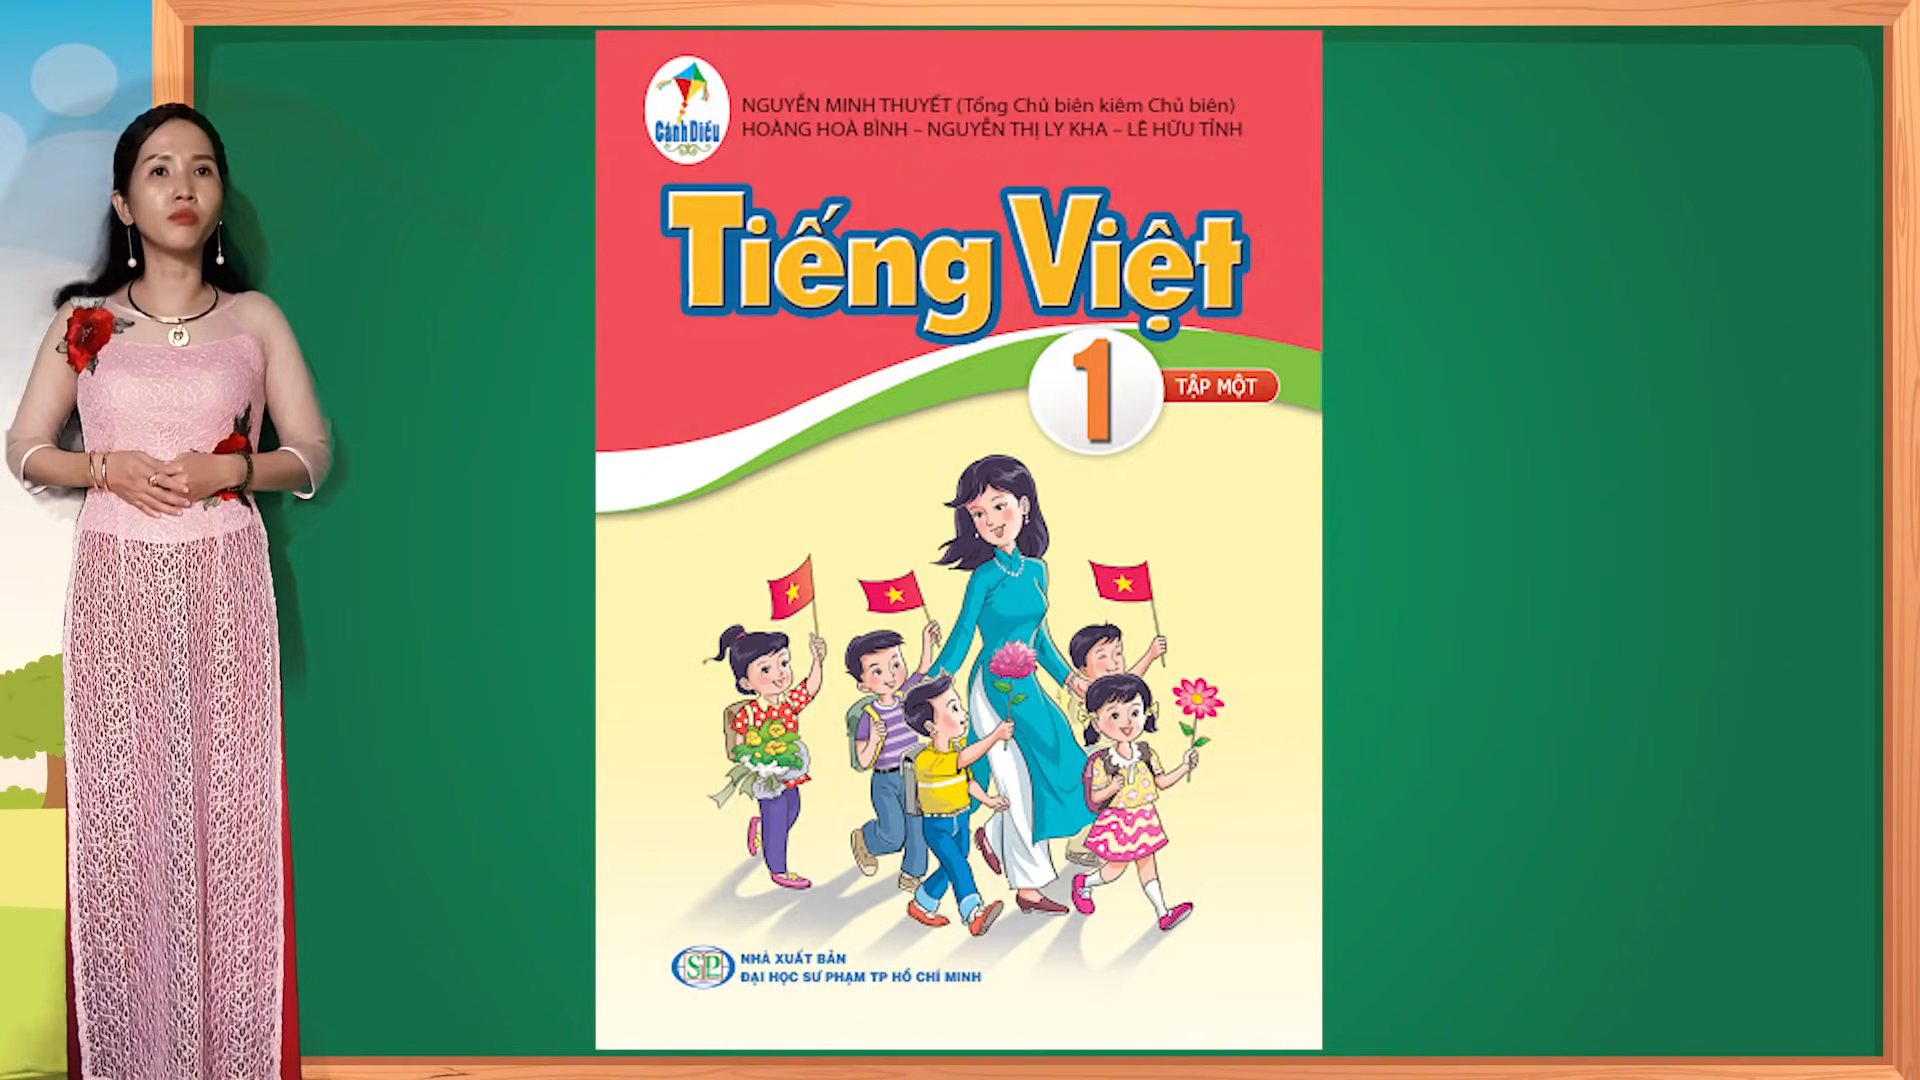 Cánh Diều
NGUYỄN MINH THUYẾT (Tổng Chủ biên kiêm Chủ biên)
HOÀNG HOÀ BÌNH – NGUYỄN THỊ LY KHA – LÊ HỮU TỈNH
Tiếng Việt
1
TẬP MỘT
NHÀ XUẤT BẢN
ĐẠI HỌC SƯ PHẠM TP HỒ CHÍ MINH